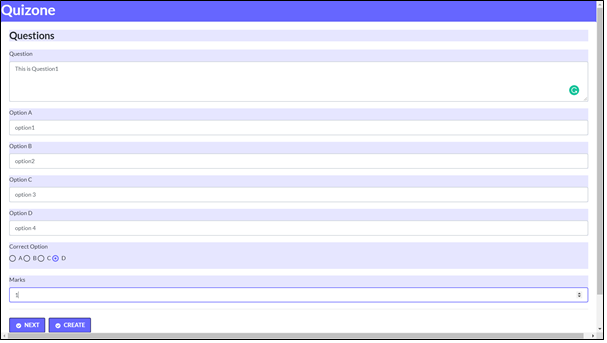 Quizone
Questions
Question
This is Question1
Option A
option1
Option B
option2
Option C
option 3
Option D
option 4
Correct Option
A B C D
Marks
1
NEXT CREATE